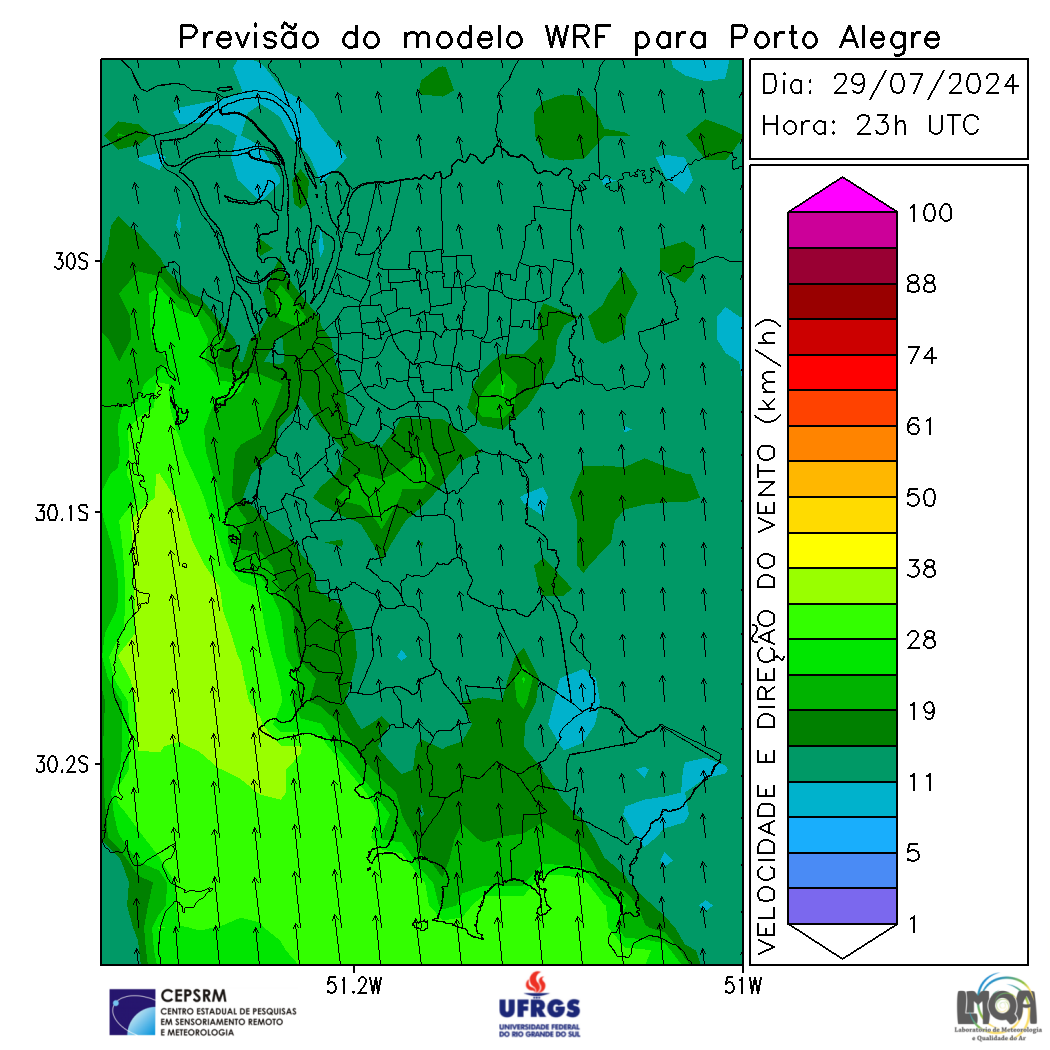 Previsão do modelo WRF para Porto Alegre
Dia: 29/07/2024
Hora: 23h UTC
30S
30.1S
30.2S
51.2W
51W
VELOCIDADE E DIREÇÃO DO VENTO (km/h)
100
88
74
61
50
38
28
19
11
5
1
CEPSRM
CENTRO ESTADUAL DE PESQUISAS
EM SENSORIAMENTO REMOTO
E METEOROLOGIA
UFRGS
UNIVERSIDADE FEDERAL
DO RIO GRANDE DO SUL
LMQA
Laboratório de Meteorologia
e Qualidade do Ar